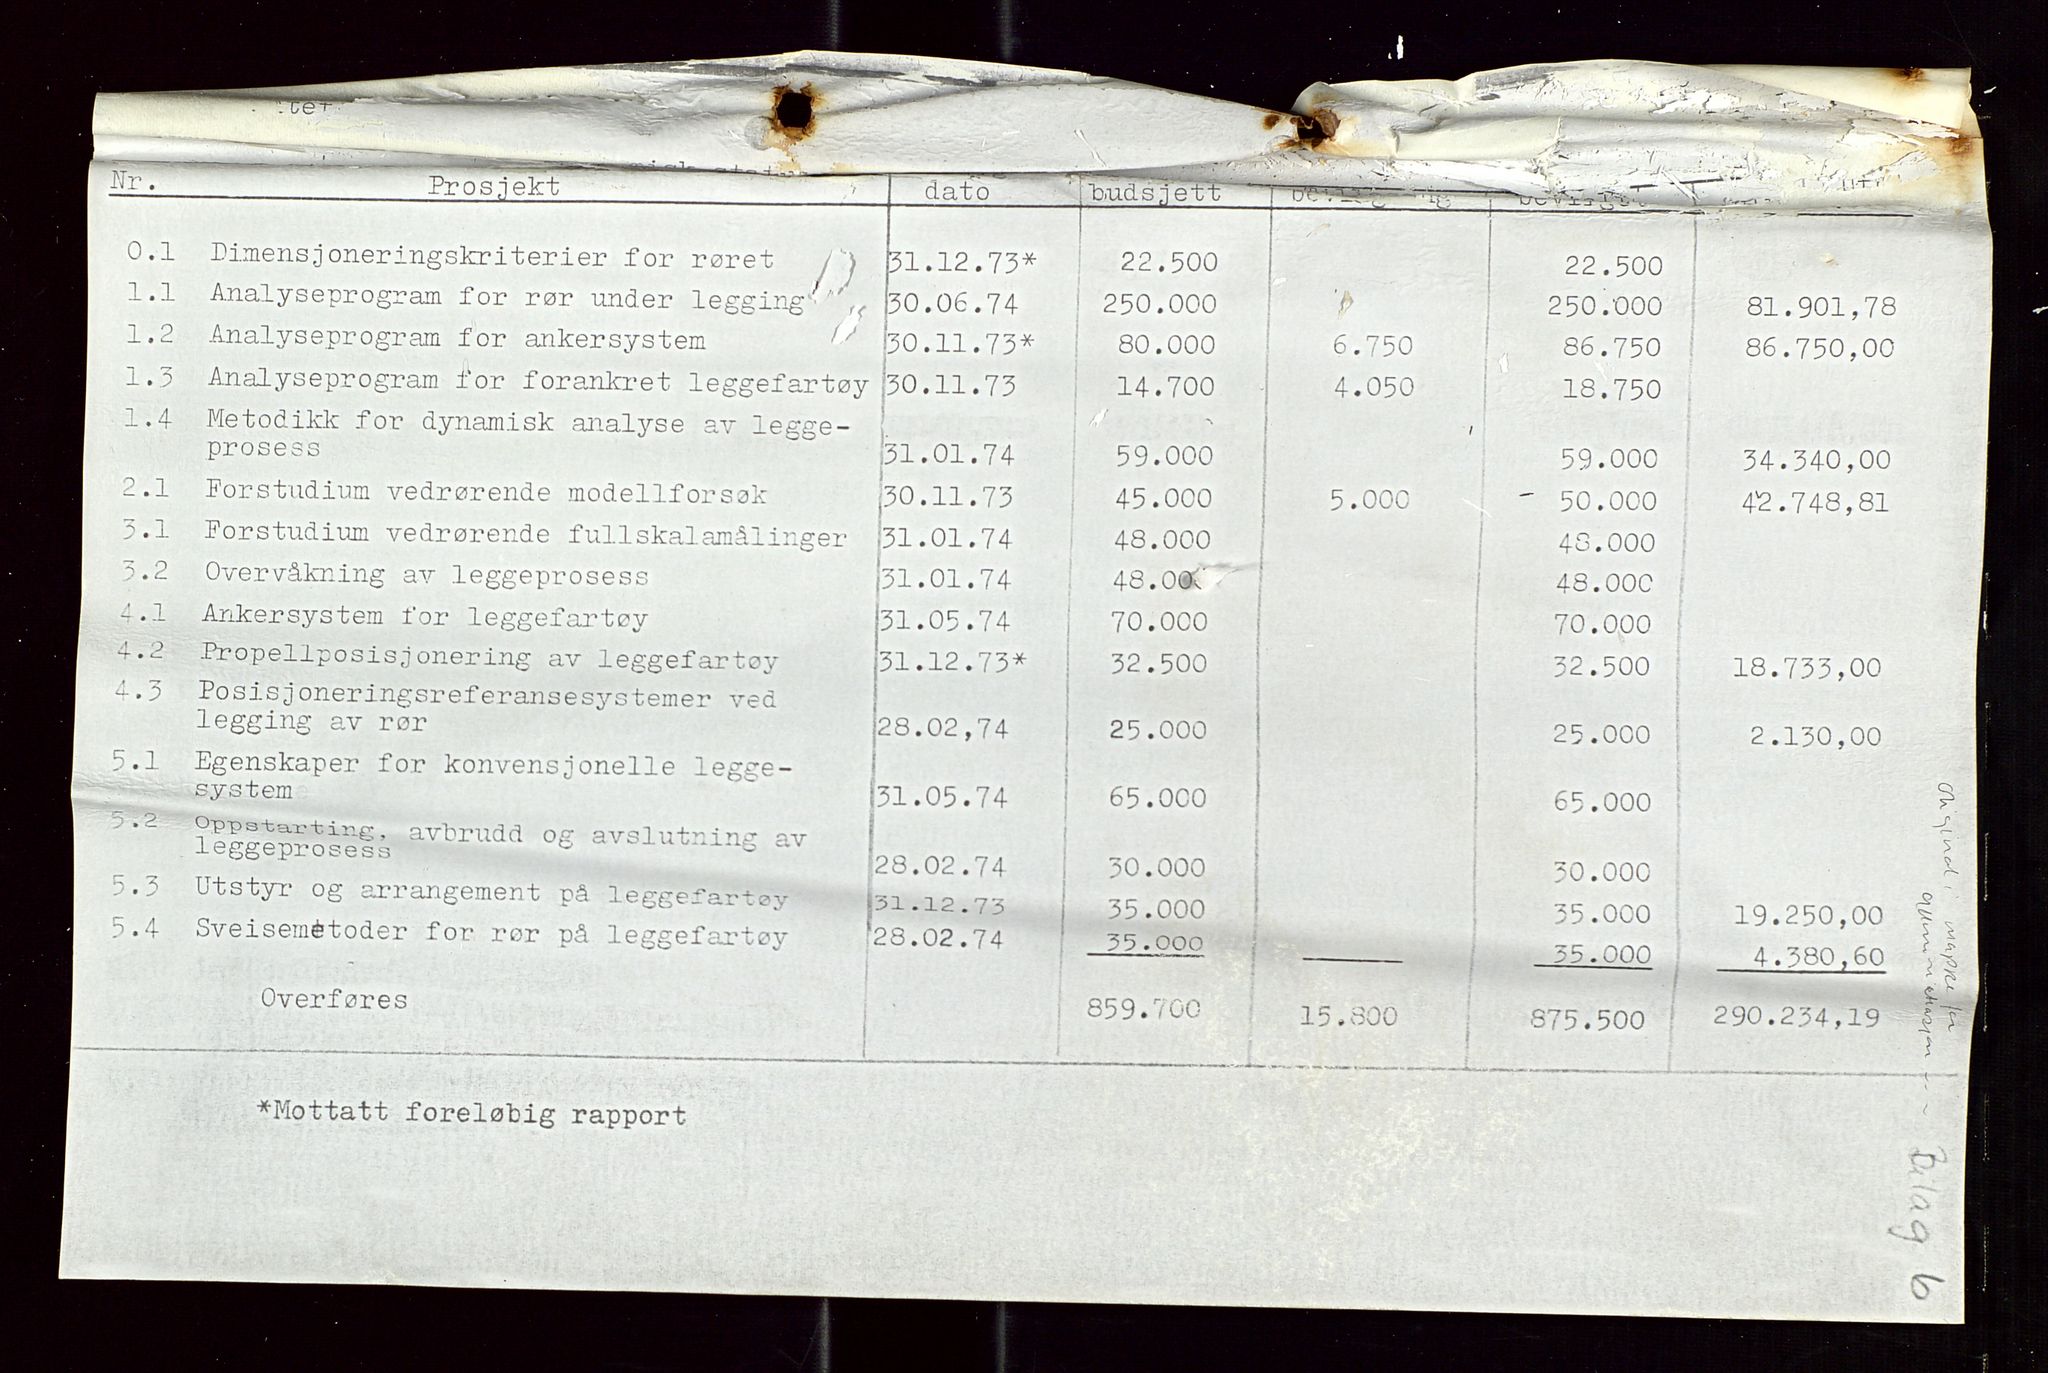 Nr. Prosjekt dato budsjett
0.1 Dimensjoneringskriterier for røret 31.12.73* 22.500 22.500
1.1 Analyseprogram for rør under legging 30.06.74 250.000 250.000 81.901,78
1.2 Analyseprogram for ankersystem 30.11.73* 80.000 6.750 86.750 86.750,00
1.3 Analyseprogram for forankret leggefartøy 30.11.73 14.700 4.050 18.750
1.4 Metodikk for dynamisk analyse av legge-
prosess 31.01.74 59.000 59.000 34.340,00
2.1 Forstudium vedrørende modellforsøk 30.11.73 45.000 5.000 - 50.000 42.748,81
3.1 Forstudium vedrørende fullskalamålinger 31.01.74 48.000 48.000
3.2 Overvåkning av leggeprosess 31.01.74 48.000 48.000
4.1 Ankersystem for leggefartøy 31.05.74 70.000 70.000
4.2 Propellposisjonering av leggefartøy 31.12.73* 32.500 32.500 18.733,00
4.3 Posisjoneringsreferansesystemer ved
legging av rør 28.02,74 25.000 25.000 2.130,00
5.1 Egenskaper for konvensjonelle legge-
system 31.05.74 65.000 65.000
5.2 Oppstarting, avbrudd og avslutning av
leggeprosess 28.02.74 30.000 30.000
5.3 Utstyr og arrangement på leggefartøy 31.12.73 35.000 35.000 19.250,00
5.4 Sveisemetoder for rør på leggefartøy 28.02.74 35.000 35.000 4.380,60
Overføres 859.700 15.800 875.500 290.234,19
*Mottatt foreløbig rapport
Bilag 6